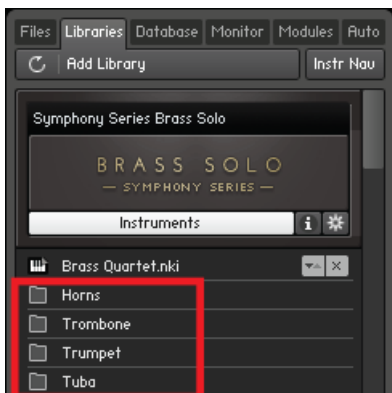 Files Libraries Database Monitor Modules Auto
Add Library Instr Nav
Symphony Series Brass Solo
BRASS SOLO
— SYMPHONY SERIES —
Instruments i
Brass Quartet.nki
Horns
Trombone
Trumpet
Tuba